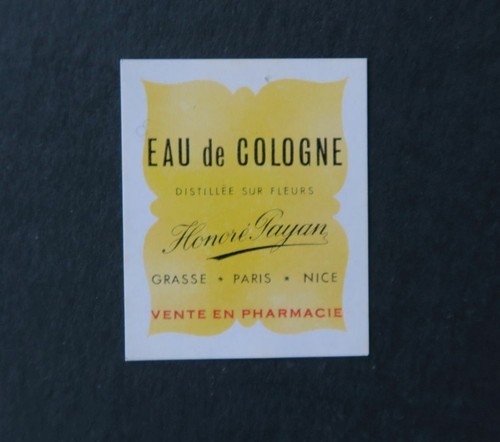 EAU de COLOGNE
DISTILLÉE SUR FLEURS
Honoré Payan
GRASSE * PARIS * NICE
VENTE EN PHARMACIE